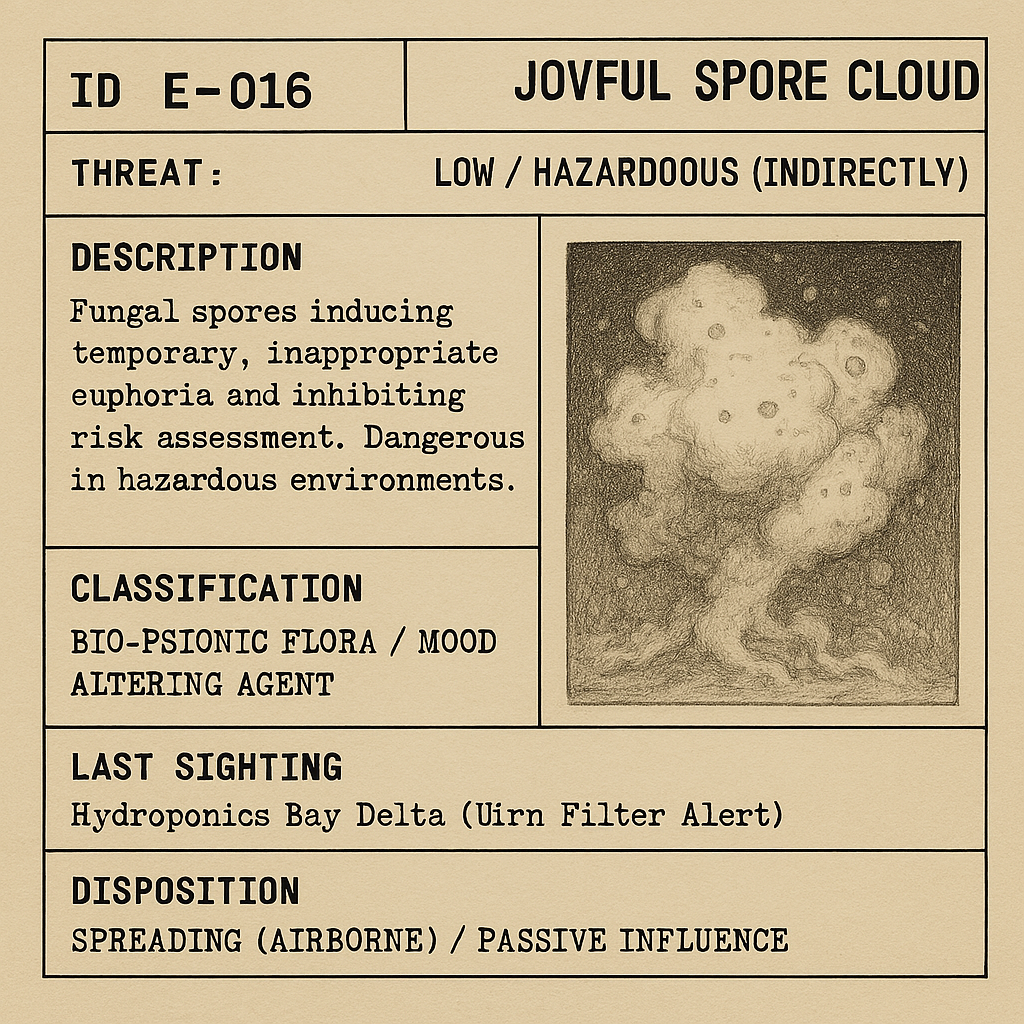 ID E-016
JOVFUL SPORE CLOUD
THREAT:
LOW / HAZARDOOUS (INDIRECTLY)
DESCRIPTION
Fungal spores inducing
temporary, inappropriate
euphoria and inhibiting
risk assessment. Dangerous
in hazardous environments.
CLASSIFICATION
BIO-PSIONIC FLORA / MOOD
ALTERING AGENT
LAST SIGHTING
Hydroponics Bay Delta (Uirn Filter Alert)
DISPOSITION
SPREADING (AIRBORNE) / PASSIVE INFLUENCE